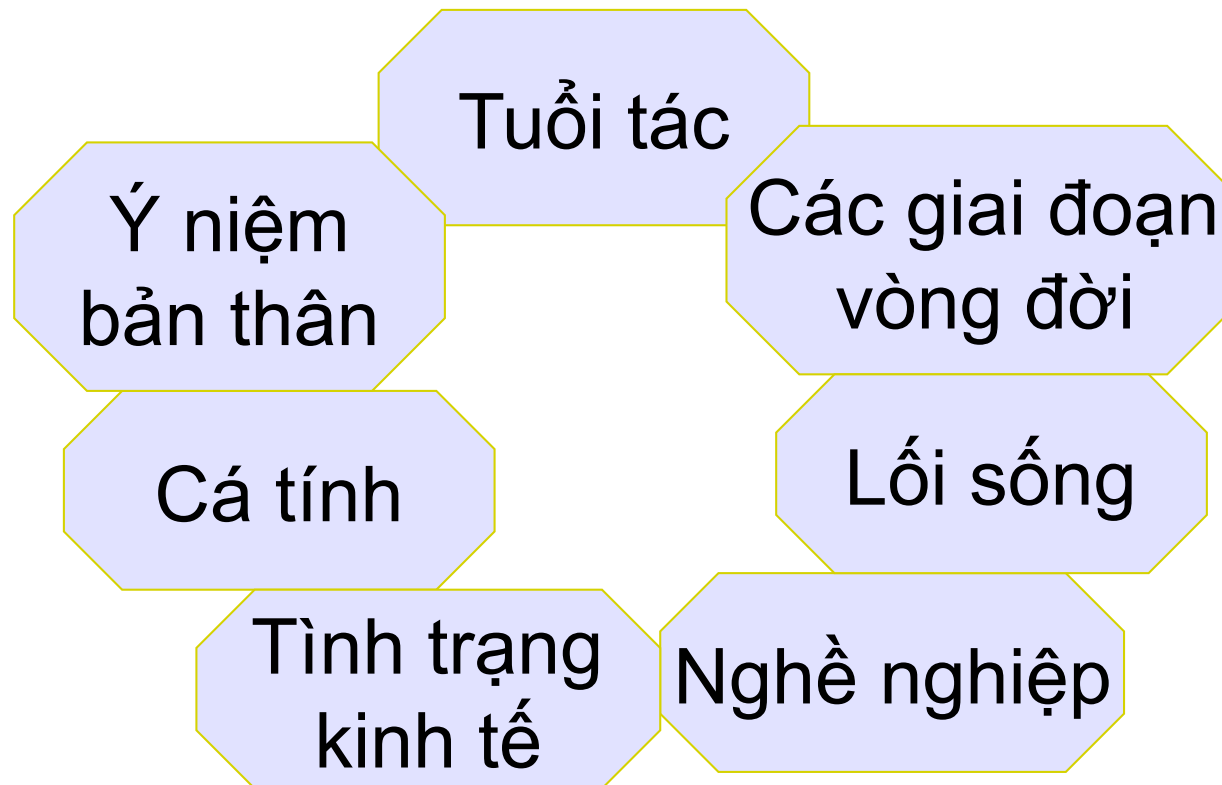 Tuổi tác
Ý niệm
bản thân
Các giai đoạn
vòng đời
Cá tính
Lối sống
Tình trạng
kinh tế
Nghề nghiệp